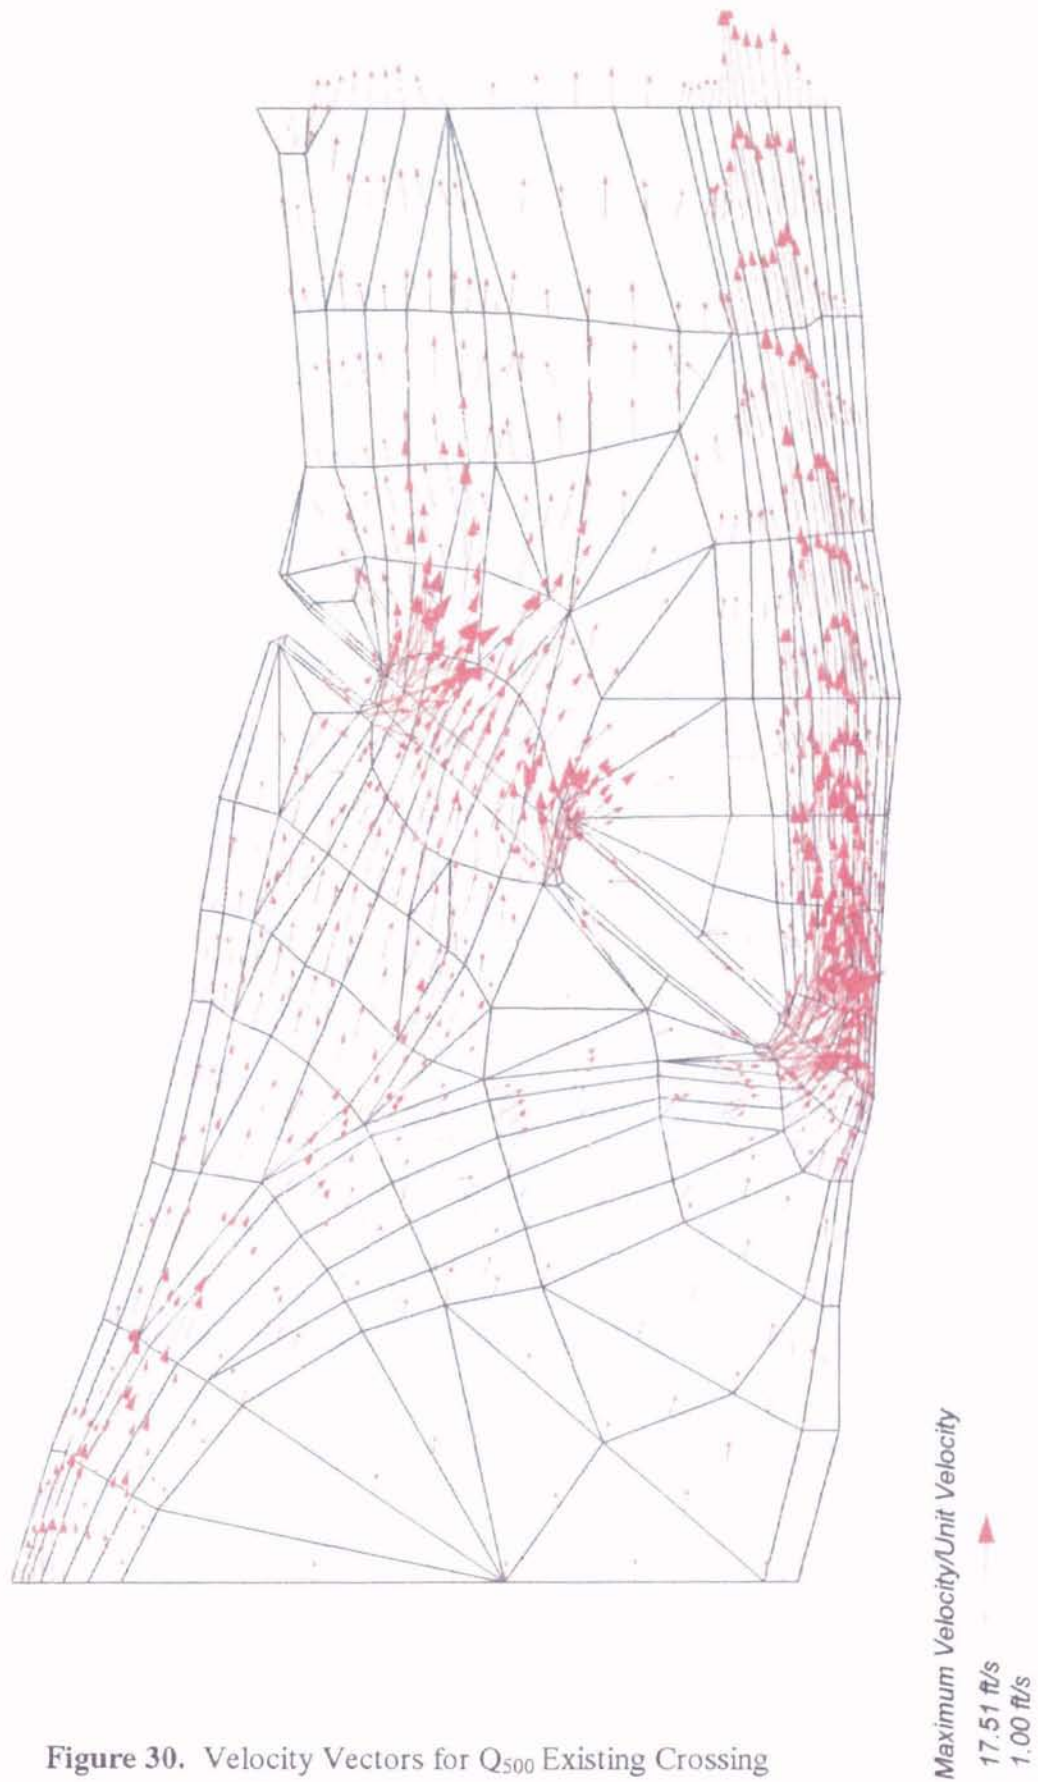 Maximum Velocity/Unit Velocity
17.51 ft/s
1.00 ft/s
Figure 30. Velocity Vectors for Q500 Existing Crossing